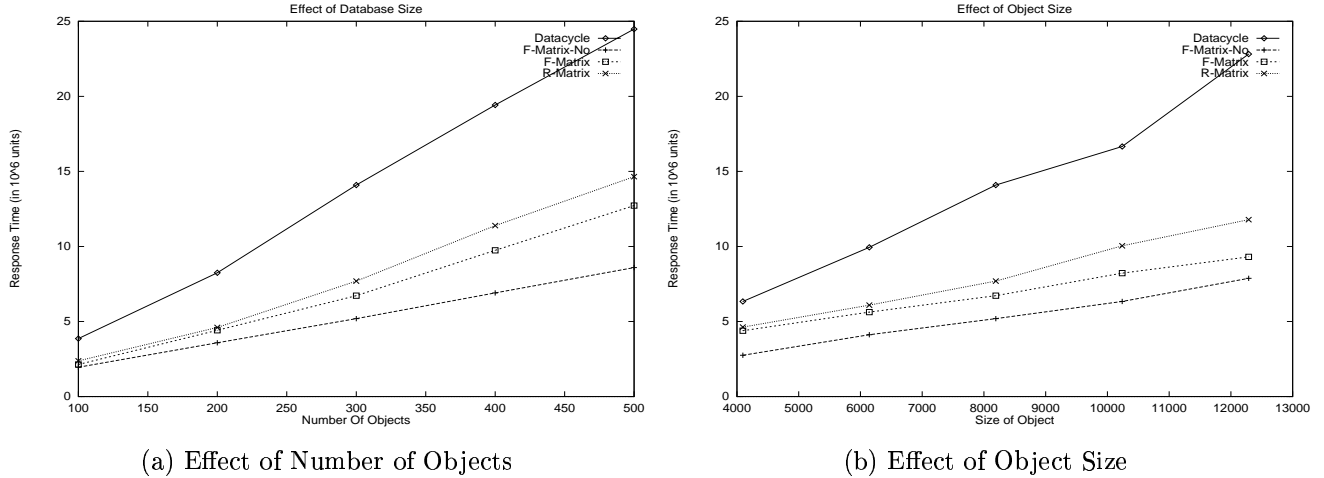 Effect of Database Size
25
20
15
10
5
0
Response Time (in 10^6 units)
Datacycle
F-Matrix-No
F-Matrix
R-Matrix
100 150 200 250 300 350 400 450 500
Number Of Objects
(a) Effect of Number of Objects
Effect of Object Size
25
20
15
10
5
0
Response Time (in 10^6 units)
Datacycle
F-Matrix-No
F-Matrix
R-Matrix
4000 5000 6000 7000 8000 9000 10000 11000 12000 13000
Size of Object
(b) Effect of Object Size